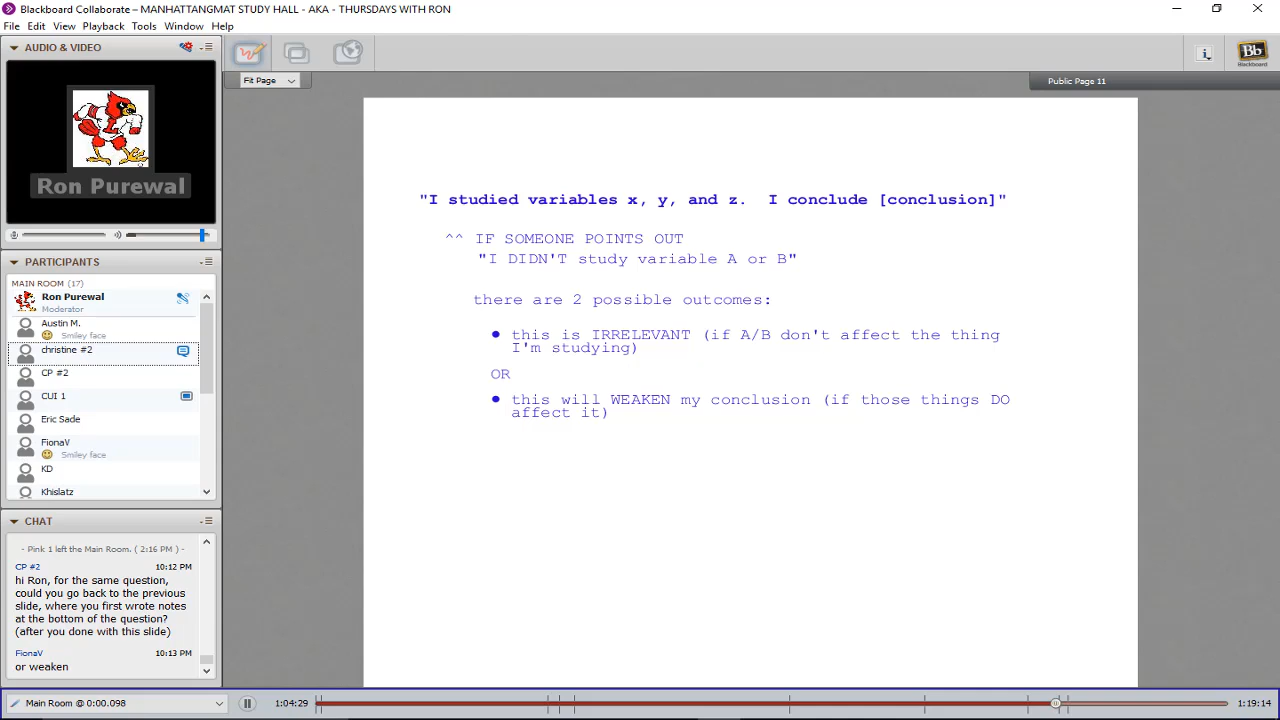 Blackboard Collaborate – MANHATTANGMAT STUDY HALL - AKA - THURSDAYS WITH RON
File Edit View Playback Tools Window Help
AUDIO & VIDEO
Ron Purewal
PARTICIPANTS
MAIN ROOM (17)
Ron Purewal
Moderator
Austin M.
Smiley face
christine #2
CP #2
CUI 1
Eric Sade
FionaV
Smiley face
KD
Khislatz
CHAT
- Pink 1 left the Main Room. ( 2:16 PM ) -
CP #2 10:12 PM
hi Ron, for the same question,
could you go back to the previous
slide, where you first wrote notes
at the bottom of the question?
(after you done with this slide)
FionaV 10:13 PM
or weaken
Fit Page
Public Page 11
Bb
Blackboard
"I studied variables x, y, and z. I conclude [conclusion]"
^^ IF SOMEONE POINTS OUT
"I DIDN'T study variable A or B"
there are 2 possible outcomes:
● this is IRRELEVANT (if A/B don't affect the thing
I'm studying)
OR
● this will WEAKEN my conclusion (if those things DO
affect it)
Main Room @ 0:00.098
1:04:29
1:19:14